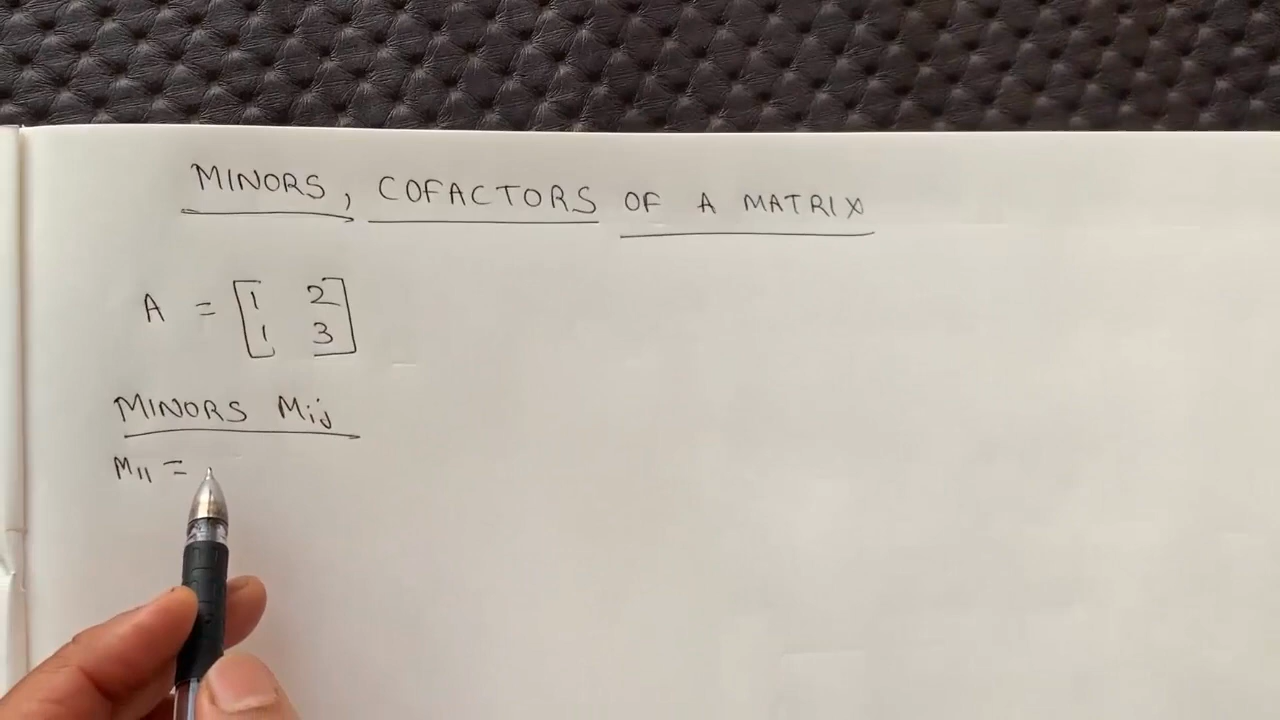 MINORS, COFACTORS OF A MATRIX
A = [1 2
1 3]
MINORS Mij
M11 =